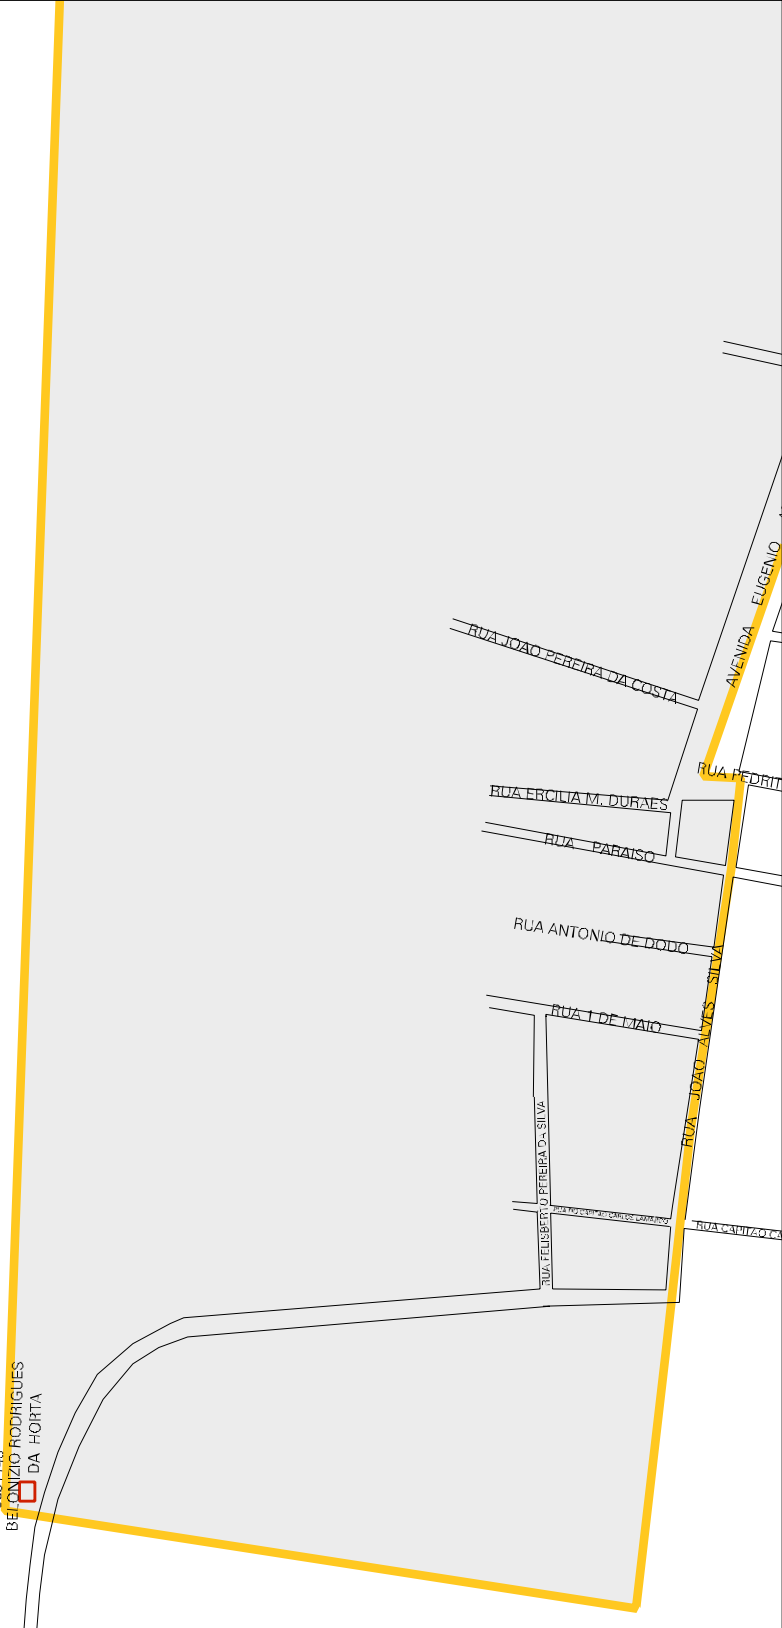 AVENIDA EUGENIO
RUA JOAO PEREIRA DA COSTA
RUA PEDRIT
RUA ERCILIA M. DURAES
RUA PARAISO
RUA ANTONIO DE DODO
RUA JOAO ALVES SILVA
RUA 1 DE MAIO
RUA FELISBERTO PEREIRA DA SILVA
RUA CAPITAO CA
BELONIZIO RODRIGUES
DA HORTA